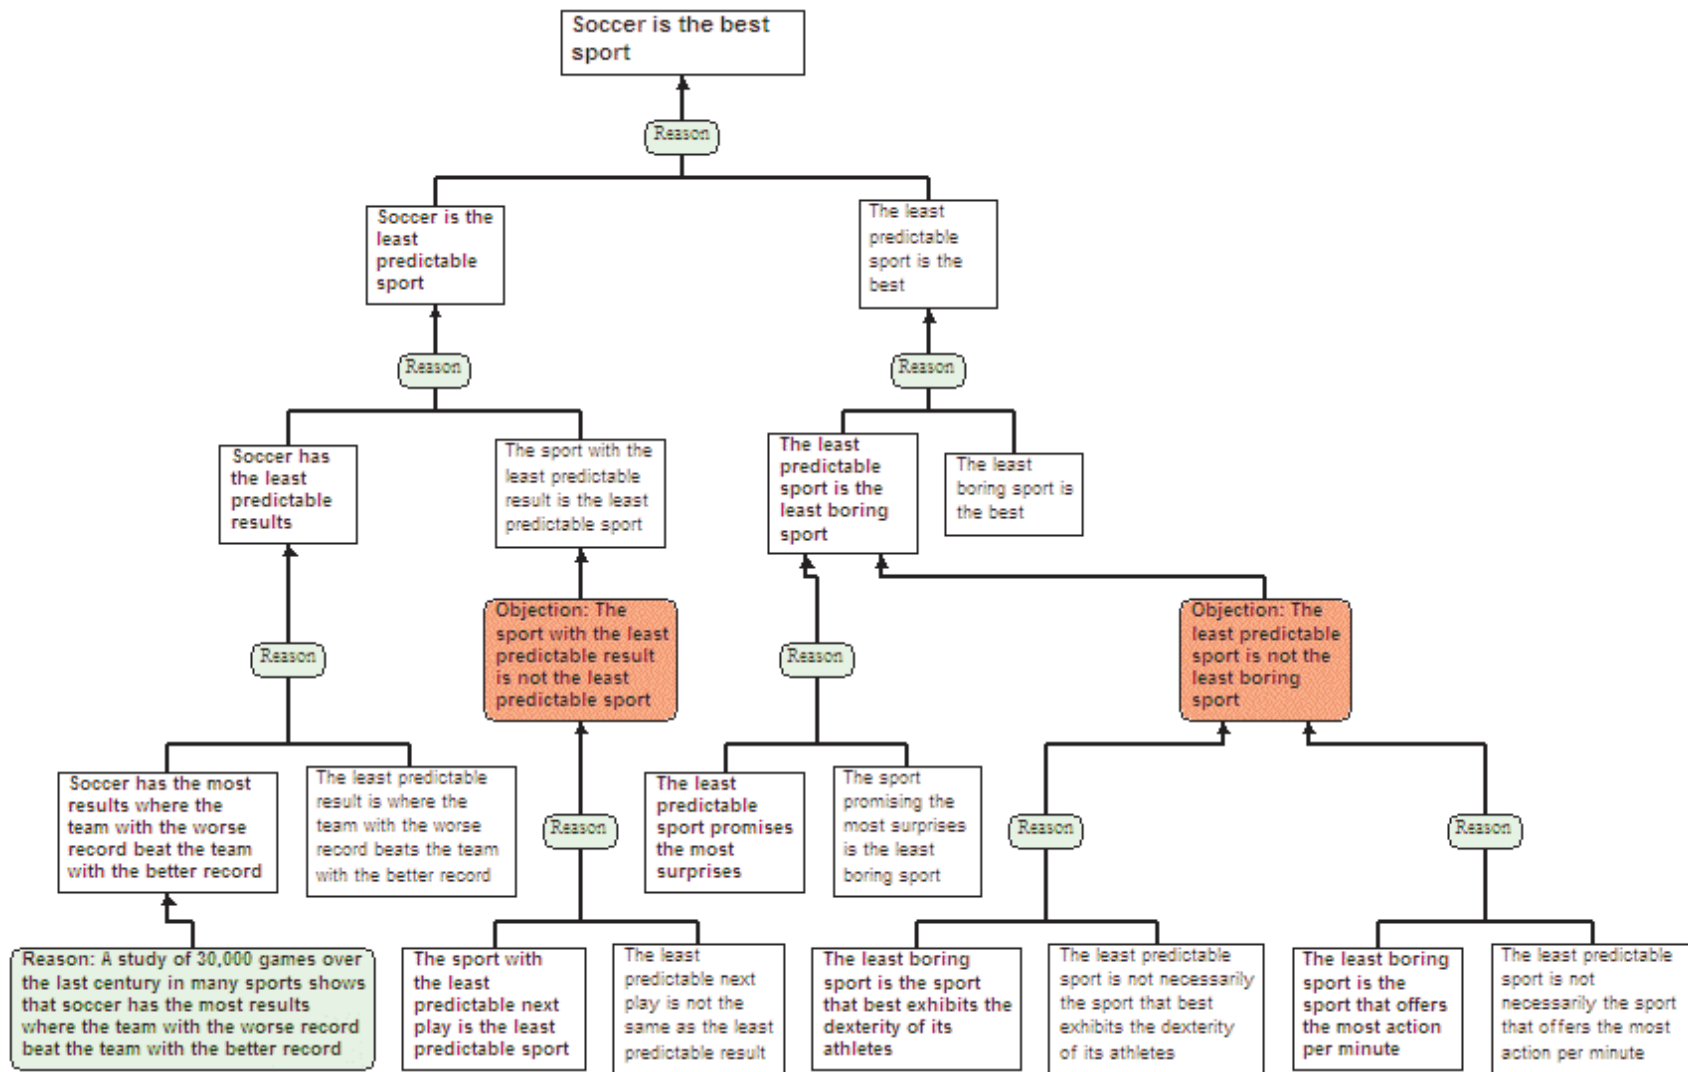 Soccer is the best
sport
Reason
Soccer is the
least
predictable
sport
The least
predictable
sport is the
best
Reason
Reason
Soccer has
the least
predictable
results
The sport with the
least predictable
result is the least
predictable sport
The least
predictable
sport is the
least boring
sport
The least
boring sport is
the best
Reason
Objection: The
sport with the least
predictable result
is not the least
predictable sport
Reason
Objection: The
least predictable
sport is not the
least boring
sport
Soccer has the most
results where the
team with the worse
record beat the team
with the better record
The least predictable
result is where the
team with the worse
record beats the team
with the better record
Reason
The least
predictable
sport promises
the most
surprises
The sport
promising the
most surprises
is the least
boring sport
Reason
Reason
Reason: A study of 30,000 games over
the last century in many sports shows
that soccer has the most results
where the team with the worse record
beat the team with the better record
The sport with
the least
predictable next
play is the least
predictable sport
The least
predictable next
play is not the
same as the least
predictable result
The least boring
sport is the sport
that best exhibits the
dexterity of its
athletes
The least predictable
sport is not necessarily
the sport that best
exhibits the dexterity
of its athletes
The least boring
sport is the
sport that offers
the most action
per minute
The least predictable
sport is not
necessarily the sport
that offers the most
action per minute